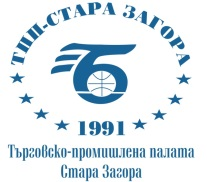 ТПП-СТАРА ЗАГОРА
1991
Търговско-промишлена палата
Стара Загора